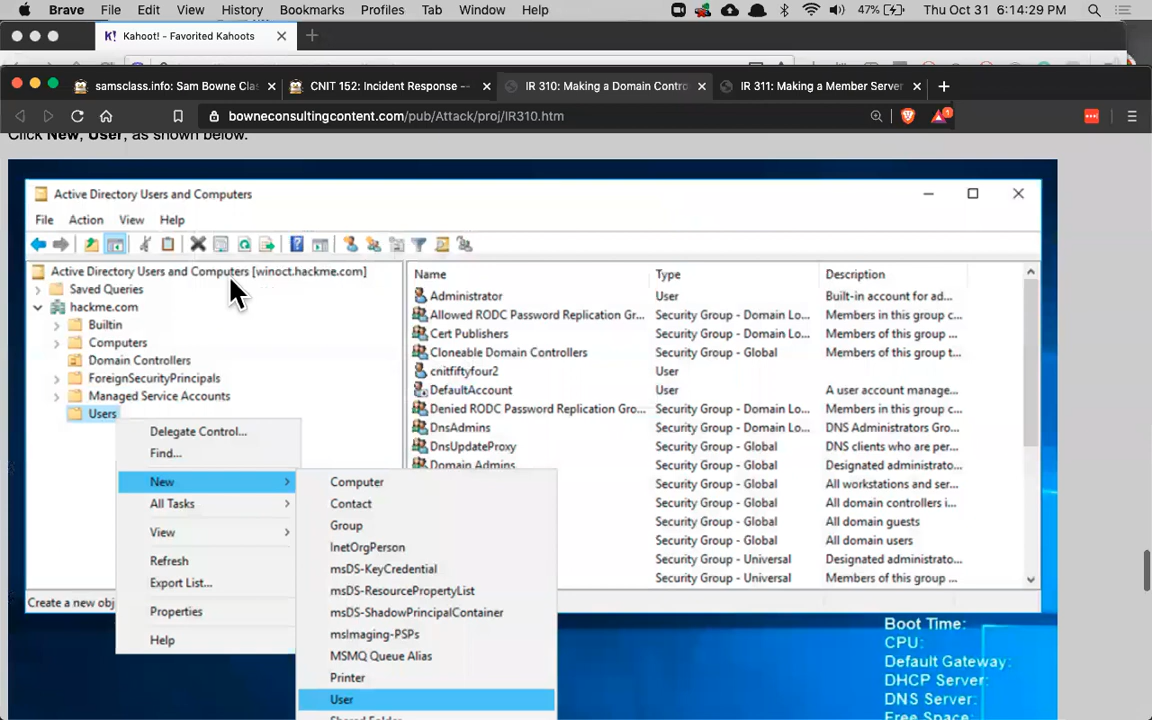 Brave File Edit View History Bookmarks Profiles Tab Window Help 47% Thu Oct 31 6:14:29 PM
K! Kahoot! - Favorited Kahoots
samsclass.info: Sam Bowne Cla CNIT 152: Incident Response -- IR 310: Making a Domain Contro IR 311: Making a Member Server
bowneconsultingcontent.com/pub/Attack/proj/IR310.htm 1
Click New, User, as shown below.
Active Directory Users and Computers
File Action View Help
Active Directory Users and Computers [winoct.hackme.com]
Saved Queries
hackme.com
Builtin
Computers
Domain Controllers
ForeignSecurityPrincipals
Managed Service Accounts
Users
Name Type Description
Administrator User Built-in account for ad...
Allowed RODC Password Replication Gr... Security Group - Domain Lo... Members in this group c...
Cert Publishers Security Group - Domain Lo... Members of this group ...
Cloneable Domain Controllers Security Group - Global Members of this group t...
cnitfiftyfour2 User
DefaultAccount User A user account manage...
Denied RODC Password Replication Gro... Security Group - Domain Lo... Members in this group c...
DnsAdmins Security Group - Domain Lo... DNS Administrators Gro...
DnsUpdateProxy Security Group - Global DNS clients who are per...
Domain Admins Security Group - Global Designated administrato...
Security Group - Global All workstations and ser...
Security Group - Global All domain controllers i...
Security Group - Global All domain guests
Security Group - Global All domain users
Security Group - Universal Designated administrato...
Security Group - Universal Members of this group ...
Delegate Control...
Find...
New
All Tasks
View
Refresh
Export List...
Properties
Help
Computer
Contact
Group
InetOrgPerson
msDS-KeyCredential
msDS-ResourcePropertyList
msDS-ShadowPrincipalContainer
msImaging-PSPs
MSMQ Queue Alias
Printer
User
Shared Folder
Create a new obj
Boot Time:
CPU:
Default Gateway:
DHCP Server:
DNS Server:
Free Space: